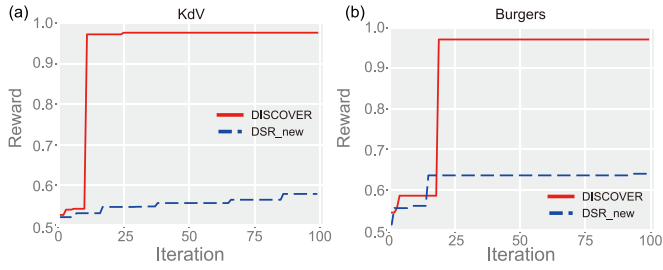 (a) KdV
1.0
0.9
0.8
0.7
0.6
0.5
Reward
DISCOVER
DSR_new
0 25 50 75 100
Iteration
(b) Burgers
1.0
0.9
0.8
0.7
0.6
0.5
Reward
DISCOVER
DSR_new
0 25 50 75 100
Iteration